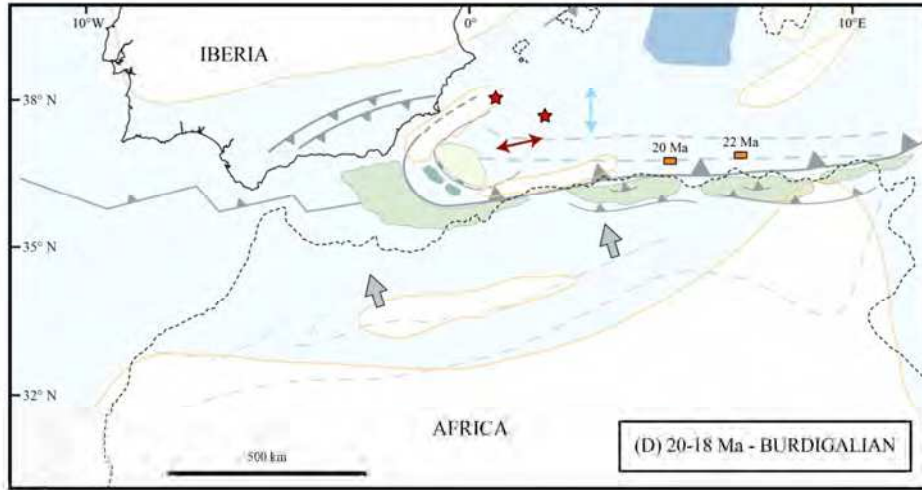 10°W 0° 10°E
IBERIA
38° N
20 Ma 22 Ma
35°N
32° N
AFRICA
500 km
(D) 20-18 Ma - BURDIGALIAN